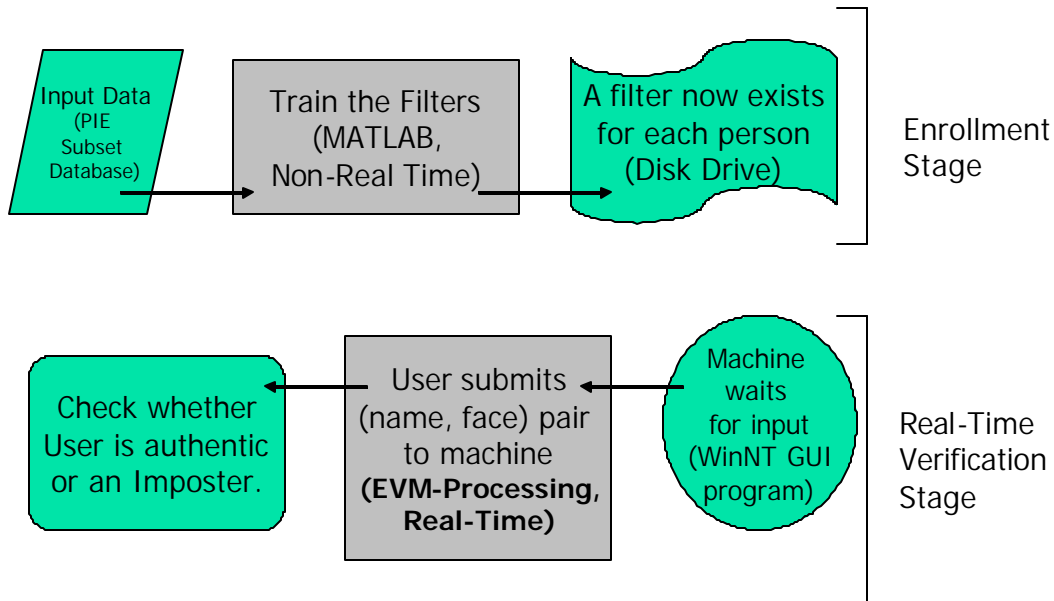 Input Data
(PIE
Subset
Database)
Train the Filters
(MATLAB,
Non-Real Time)
A filter now exists
for each person
(Disk Drive)
Enrollment
Stage
Check whether
User is authentic
or an Imposter.
User submits
(name, face) pair
to machine
(EVM-Processing,
Real-Time)
Machine
waits
for input
(WinNT GUI
program)
Real-Time
Verification
Stage